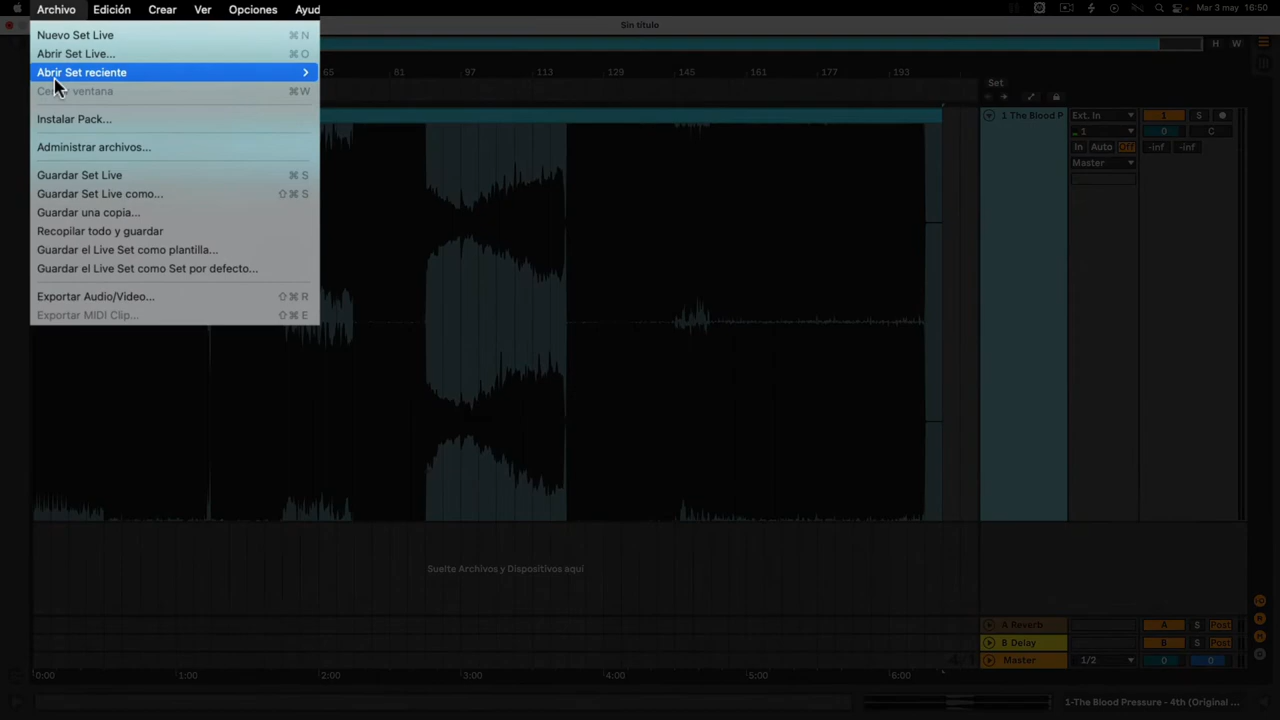 Archivo Edición Crear Ver Opciones Ayud
Mar 3 may 16:50
Sin título
Nuevo Set Live ⌘ N
Abrir Set Live... ⌘ O
Abrir Set reciente
ventana ⌘ W
Instalar Pack...
Administrar archivos...
Guardar Set Live ⌘ S
Guardar Set Live como... ⇧ ⌘ S
Guardar una copia...
Recopilar todo y guardar
Guardar el Live Set como plantilla...
Guardar el Live Set como Set por defecto...
Exportar Audio/Video... ⇧ ⌘ R
Exportar MIDI Clip... ⇧ ⌘ E
H W
65 81 97 113 129 145 161 177 193
Set
1 The Blood P Ext. In 1 S
1 0 C
In Auto Off -inf -inf
Master
Suelte Archivos y Dispositivos aquí
A Reverb A S Post
B Delay B S Post
Master 1/2 0 0
0:00 1:00 2:00 3:00 4:00 5:00 6:00
1-The Blood Pressure - 4th (Original ...